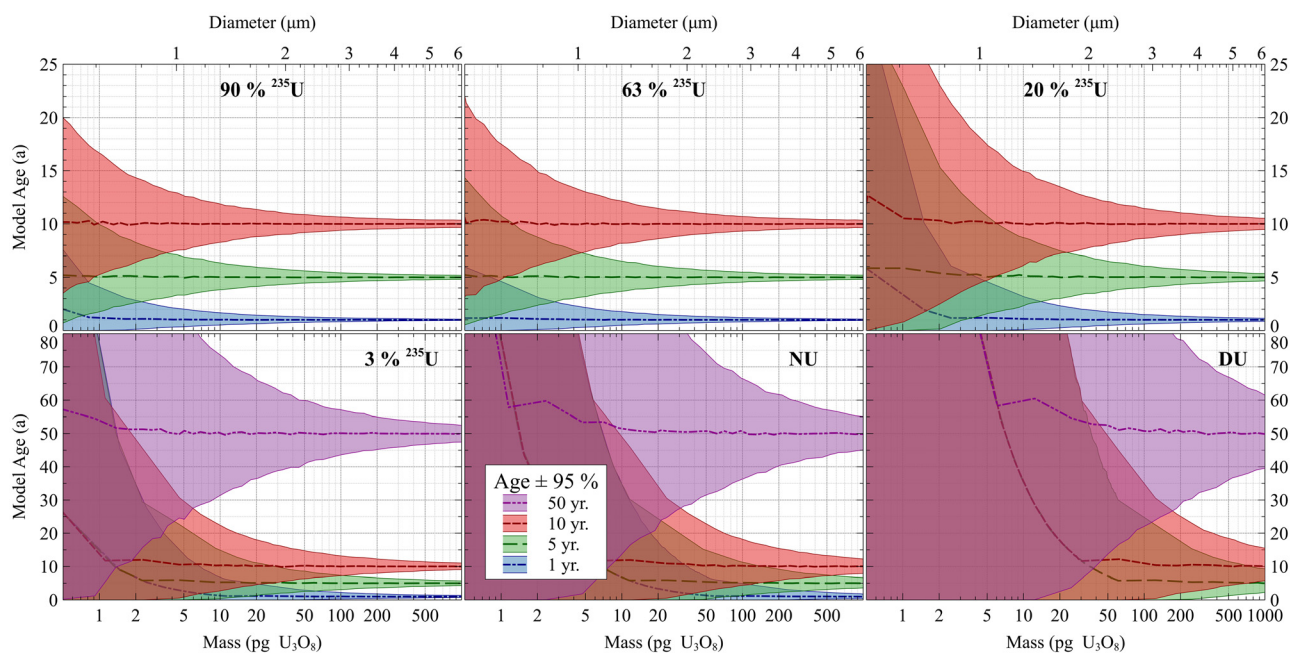 Diameter (μm) Diameter (μm) Diameter (μm)
1 2 3 4 5 6 1 2 3 4 5 6 1 2 3 4 5 6
90 % ²³⁵U 63 % ²³⁵U 20 % ²³⁵U
25 25
20 20
15 15
10 10
5 5
0 0
Model Age (a) Model Age (a)
3 % ²³⁵U NU DU
80 80
70 70
60 60
50 50
40 40
30 30
20 20
10 10
0 0
Model Age (a) Model Age (a)
Age ± 95 %
50 yr.
10 yr.
5 yr.
1 yr.
1 2 5 10 20 50 100 200 500 1 2 5 10 20 50 100 200 500 1 2 5 10 20 50 100 200 500 1000
Mass (pg U₃O₈) Mass (pg U₃O₈) Mass (pg U₃O₈)